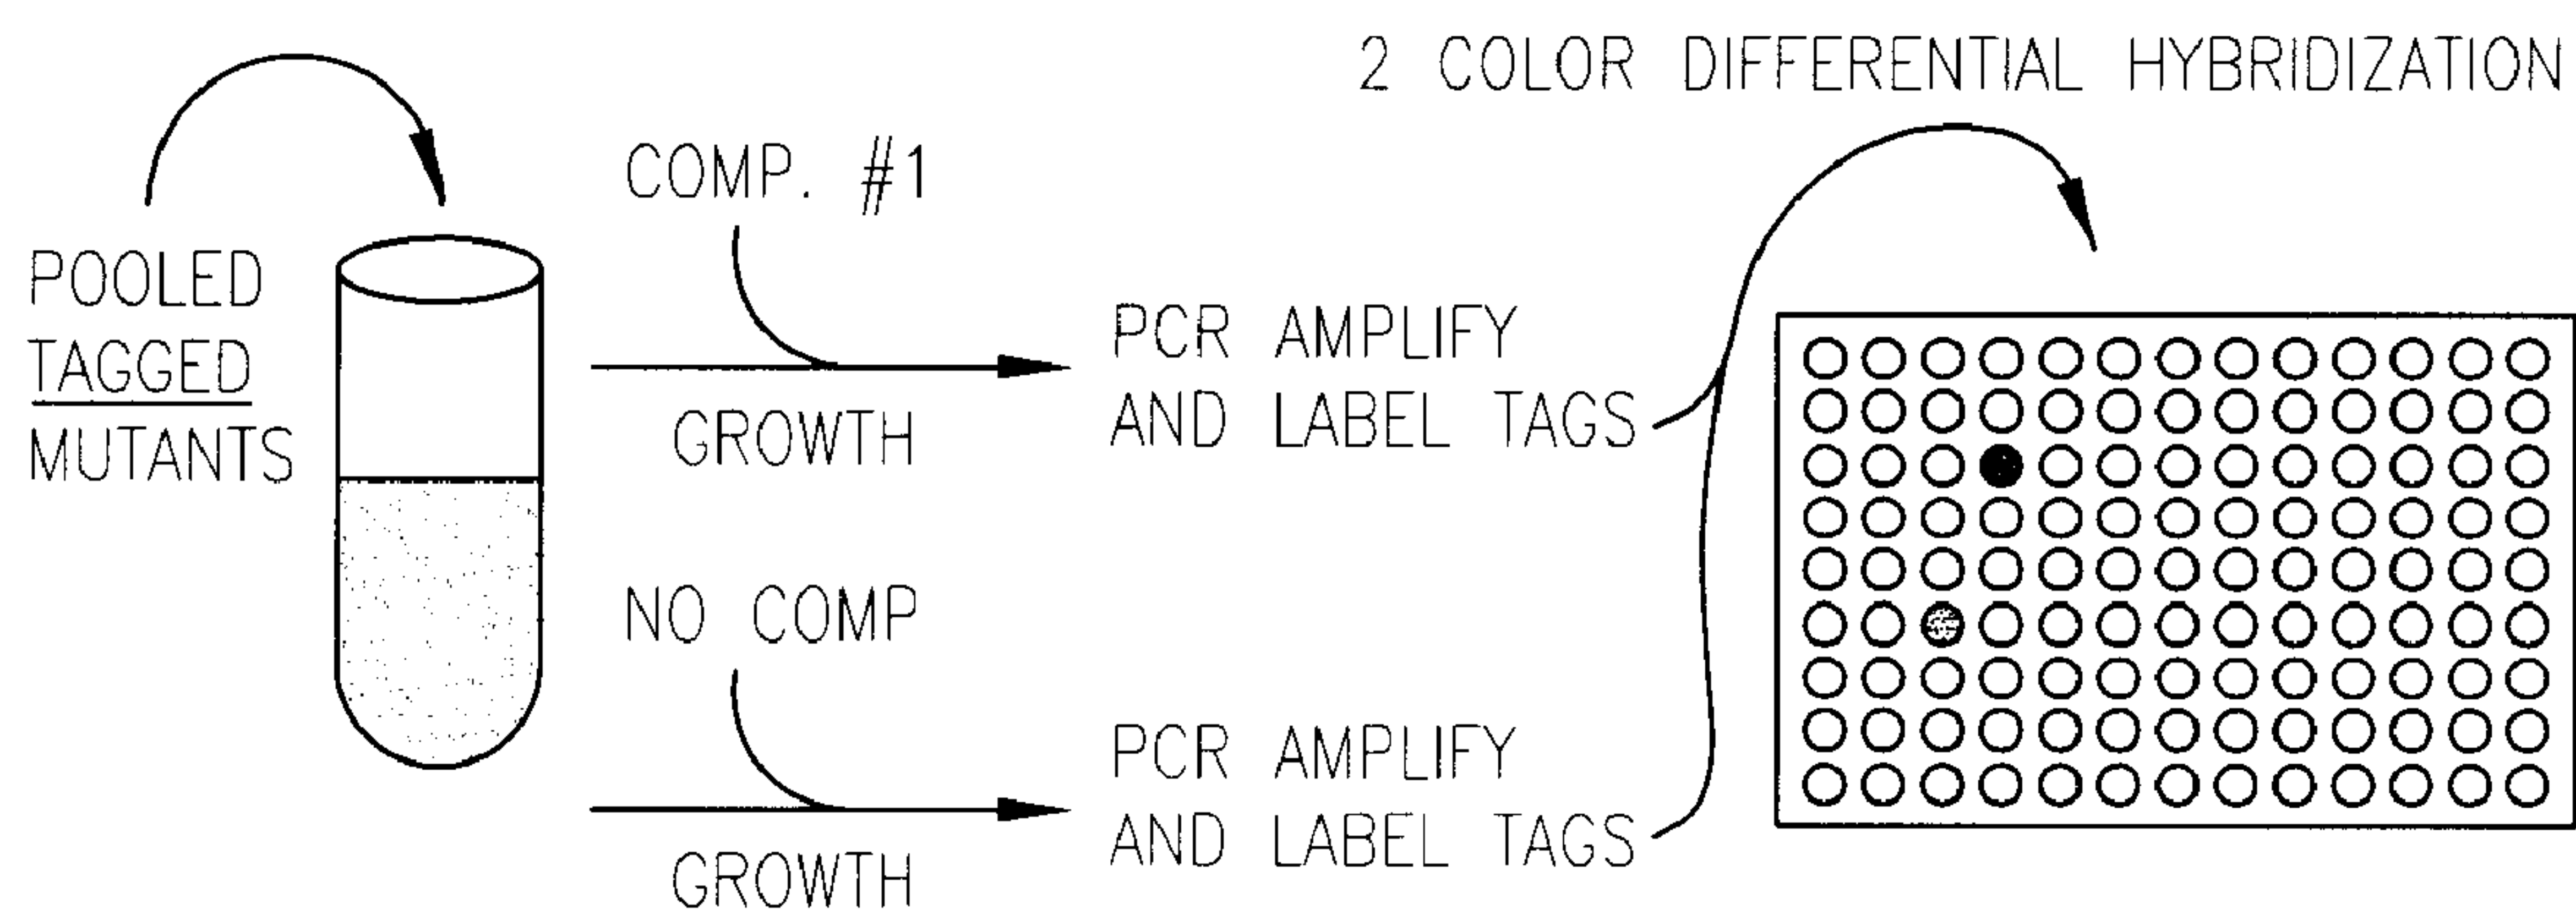 2 COLOR DIFFERENTIAL HYBRIDIZATION
POOLED
TAGGED
MUTANTS
COMP. #1
GROWTH
PCR AMPLIFY
AND LABEL TAGS
NO COMP
GROWTH
PCR AMPLIFY
AND LABEL TAGS